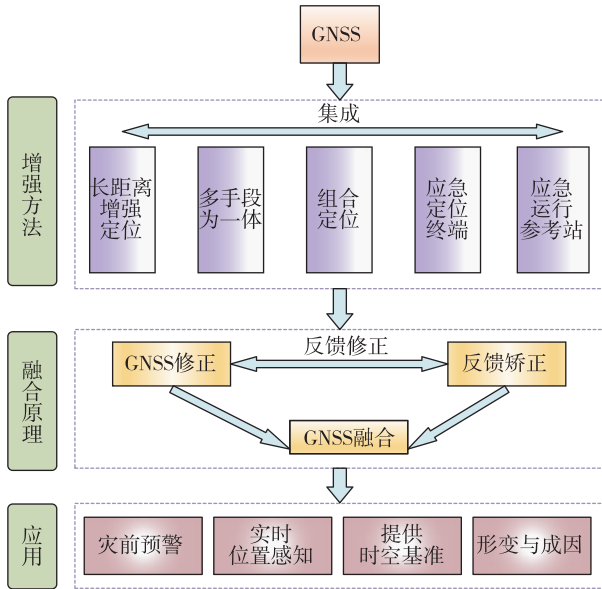 GNSS
增强方法
集成
长距离
增强
定位
多手段
为一体
组合
定位
应急
定位
终端
应急
运行
参考站
融合原理
反馈修正
GNSS修正
反馈矫正
GNSS融合
应用
灾前预警
实时
位置感知
提供
时空基准
形变与成因